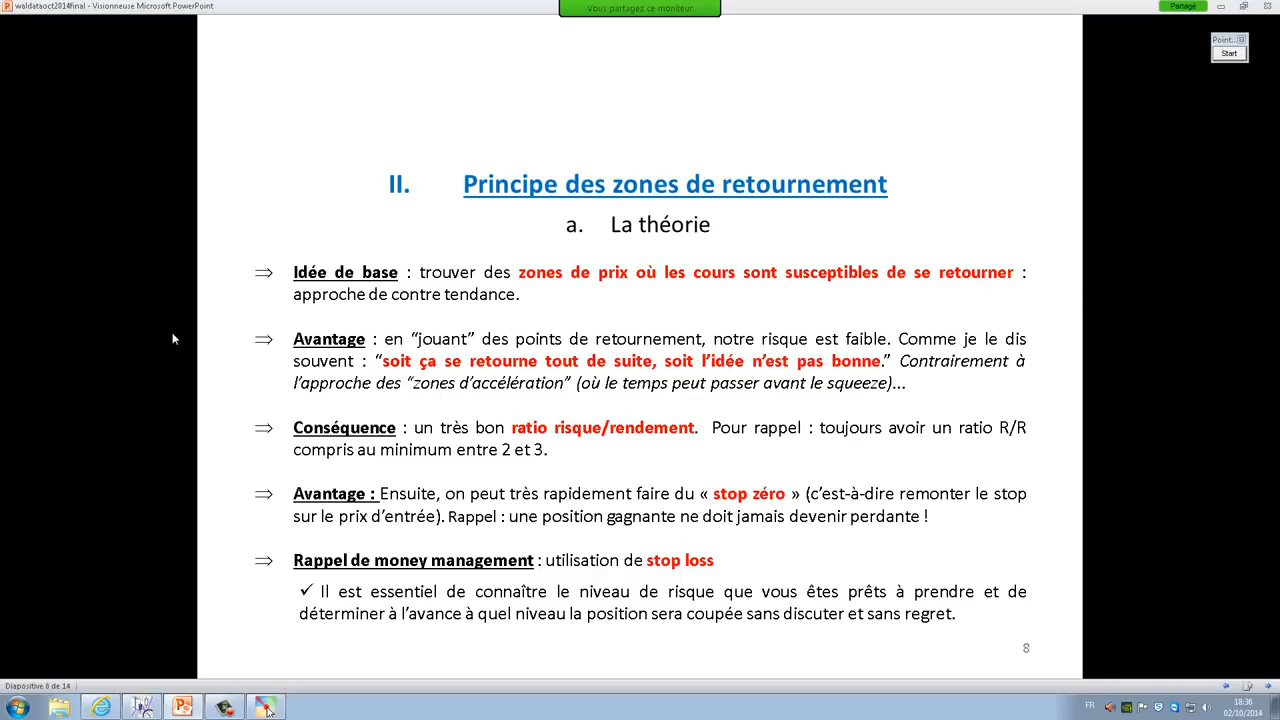 waldataoct2014final - Visionneuse Microsoft PowerPoint
Vous partagez ce moniteur.
Partagé
Point...
Start
II. Principe des zones de retournement
a. La théorie
⇒ Idée de base : trouver des zones de prix où les cours sont susceptibles de se retourner :
approche de contre tendance.
⇒ Avantage : en “jouant” des points de retournement, notre risque est faible. Comme je le dis
souvent : “soit ça se retourne tout de suite, soit l’idée n’est pas bonne.” Contrairement à
l’approche des “zones d’accélération” (où le temps peut passer avant le squeeze)...
⇒ Conséquence : un très bon ratio risque/rendement. Pour rappel : toujours avoir un ratio R/R
compris au minimum entre 2 et 3.
⇒ Avantage : Ensuite, on peut très rapidement faire du « stop zéro » (c’est-à-dire remonter le stop
sur le prix d’entrée). Rappel : une position gagnante ne doit jamais devenir perdante !
⇒ Rappel de money management : utilisation de stop loss
✓ Il est essentiel de connaître le niveau de risque que vous êtes prêts à prendre et de
déterminer à l’avance à quel niveau la position sera coupée sans discuter et sans regret.
8
Diapositive 8 de 14
FR
18:36
02/10/2014